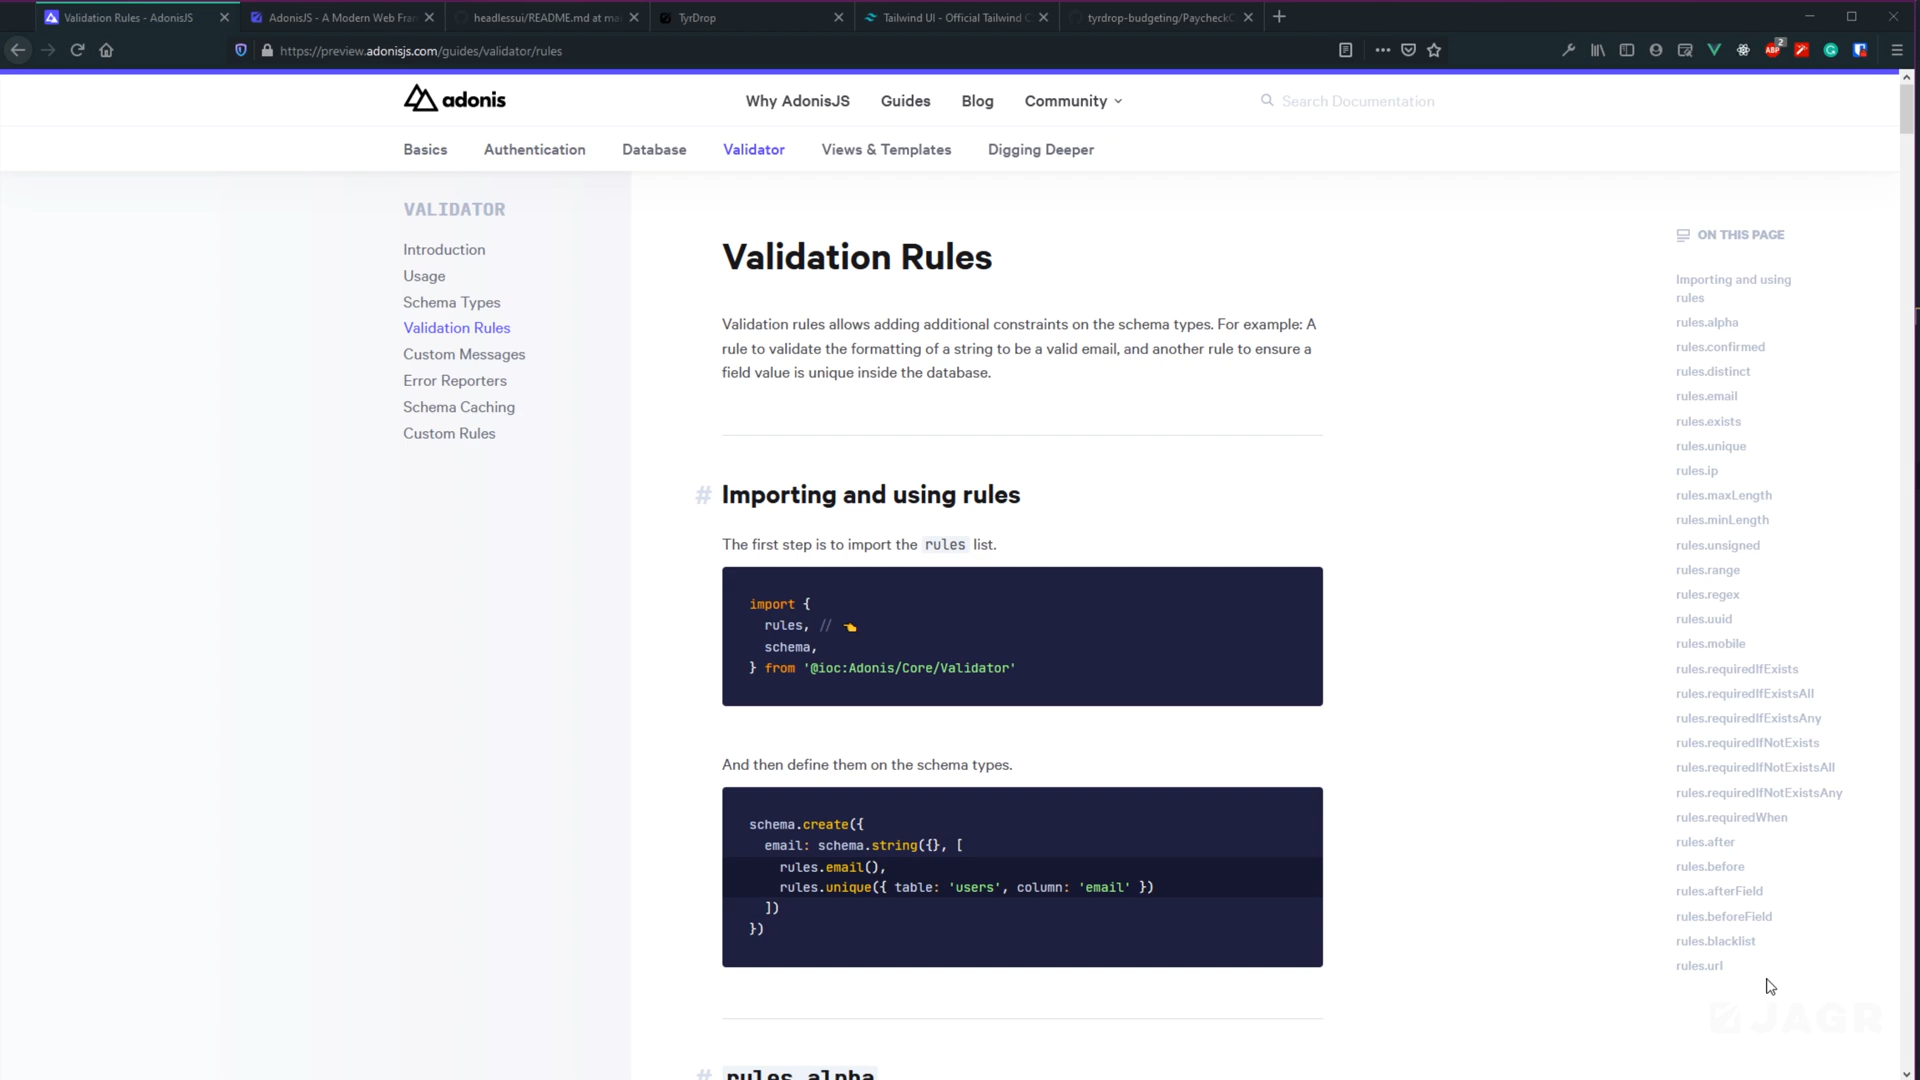 Validation Rules - AdonisJS
AdonisJS - A Modern Web Fran
headlessui/README.md at ma
TyrDrop
Tailwind UI - Official Tailwind C
tyrdrop-budgeting/PaycheckC
https://preview.adonisjs.com/guides/validator/rules
ABP
2
adonis
Why AdonisJS
Guides
Blog
Community
Search Documentation
Basics
Authentication
Database
Validator
Views & Templates
Digging Deeper
VALIDATOR
Introduction
Usage
Schema Types
Validation Rules
Custom Messages
Error Reporters
Schema Caching
Custom Rules
Validation Rules
Validation rules allows adding additional constraints on the schema types. For example: A
rule to validate the formatting of a string to be a valid email, and another rule to ensure a
field value is unique inside the database.
# Importing and using rules
The first step is to import the rules list.
import {
rules, // 👈
schema,
} from '@ioc:Adonis/Core/Validator'
And then define them on the schema types.
schema.create({
email: schema.string({}, [
rules.email(),
rules.unique({ table: 'users', column: 'email' })
])
})
# rules.alpha
ON THIS PAGE
Importing and using
rules
rules.alpha
rules.confirmed
rules.distinct
rules.email
rules.exists
rules.unique
rules.ip
rules.maxLength
rules.minLength
rules.unsigned
rules.range
rules.regex
rules.uuid
rules.mobile
rules.requiredIfExists
rules.requiredIfExistsAll
rules.requiredIfExistsAny
rules.requiredIfNotExists
rules.requiredIfNotExistsAll
rules.requiredIfNotExistsAny
rules.requiredWhen
rules.after
rules.before
rules.afterField
rules.beforeField
rules.blacklist
rules.url
JAGR